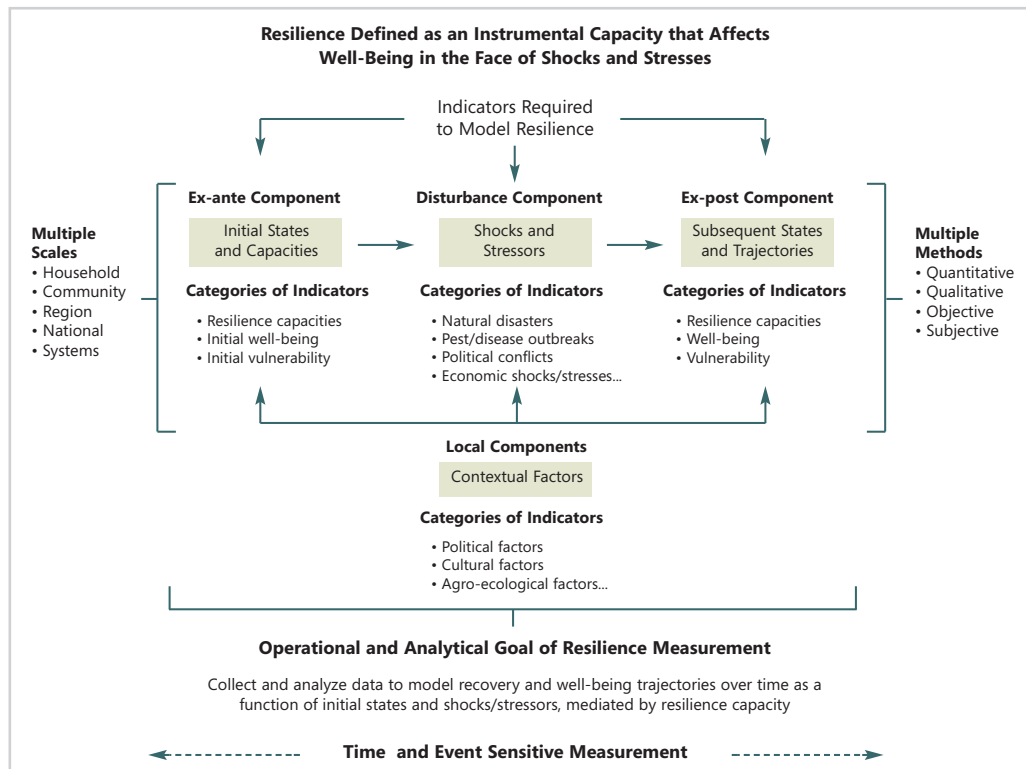 Resilience Defined as an Instrumental Capacity that Affects
Well-Being in the Face of Shocks and Stresses
Indicators Required
to Model Resilience
Multiple
Scales
• Household
• Community
• Region
• National
• Systems
Ex-ante Component
Initial States
and Capacities
Categories of Indicators
• Resilience capacities
• Initial well-being
• Initial vulnerability
Disturbance Component
Shocks and
Stressors
Categories of Indicators
• Natural disasters
• Pest/disease outbreaks
• Political conflicts
• Economic shocks/stresses...
Ex-post Component
Subsequent States
and Trajectories
Categories of Indicators
• Resilience capacities
• Well-being
• Vulnerability
Multiple
Methods
• Quantitative
• Qualitative
• Objective
• Subjective
Local Components
Contextual Factors
Categories of Indicators
• Political factors
• Cultural factors
• Agro-ecological factors...
Operational and Analytical Goal of Resilience Measurement
Collect and analyze data to model recovery and well-being trajectories over time as a
function of initial states and shocks/stressors, mediated by resilience capacity
Time and Event Sensitive Measurement